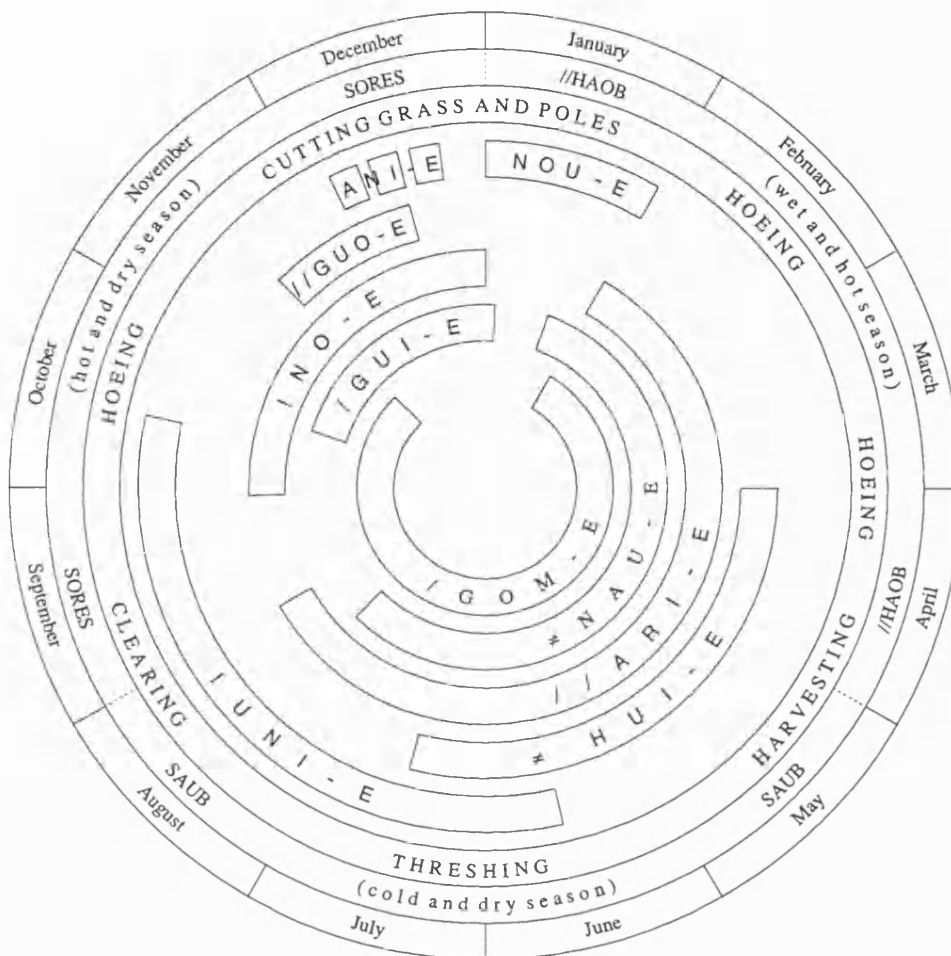 December
January
February
March
April
May
June
July
August
September
October
November
SORES
//HAOB
(wet and hot season)
//HAOB
SAUB
(cold and dry season)
SAUB
SORES
(hot and dry season)
CUTTING GRASS AND POLES
HOEING
HOEING
HARVESTING
THRESHING
CLEARING
HOEING
ANI-E
NOU-E
//GUO-E
!NO-E
/GUI-E
/GOM-E
≠NAU-E
//ARI-E
≠HUI-E
!UNI-E